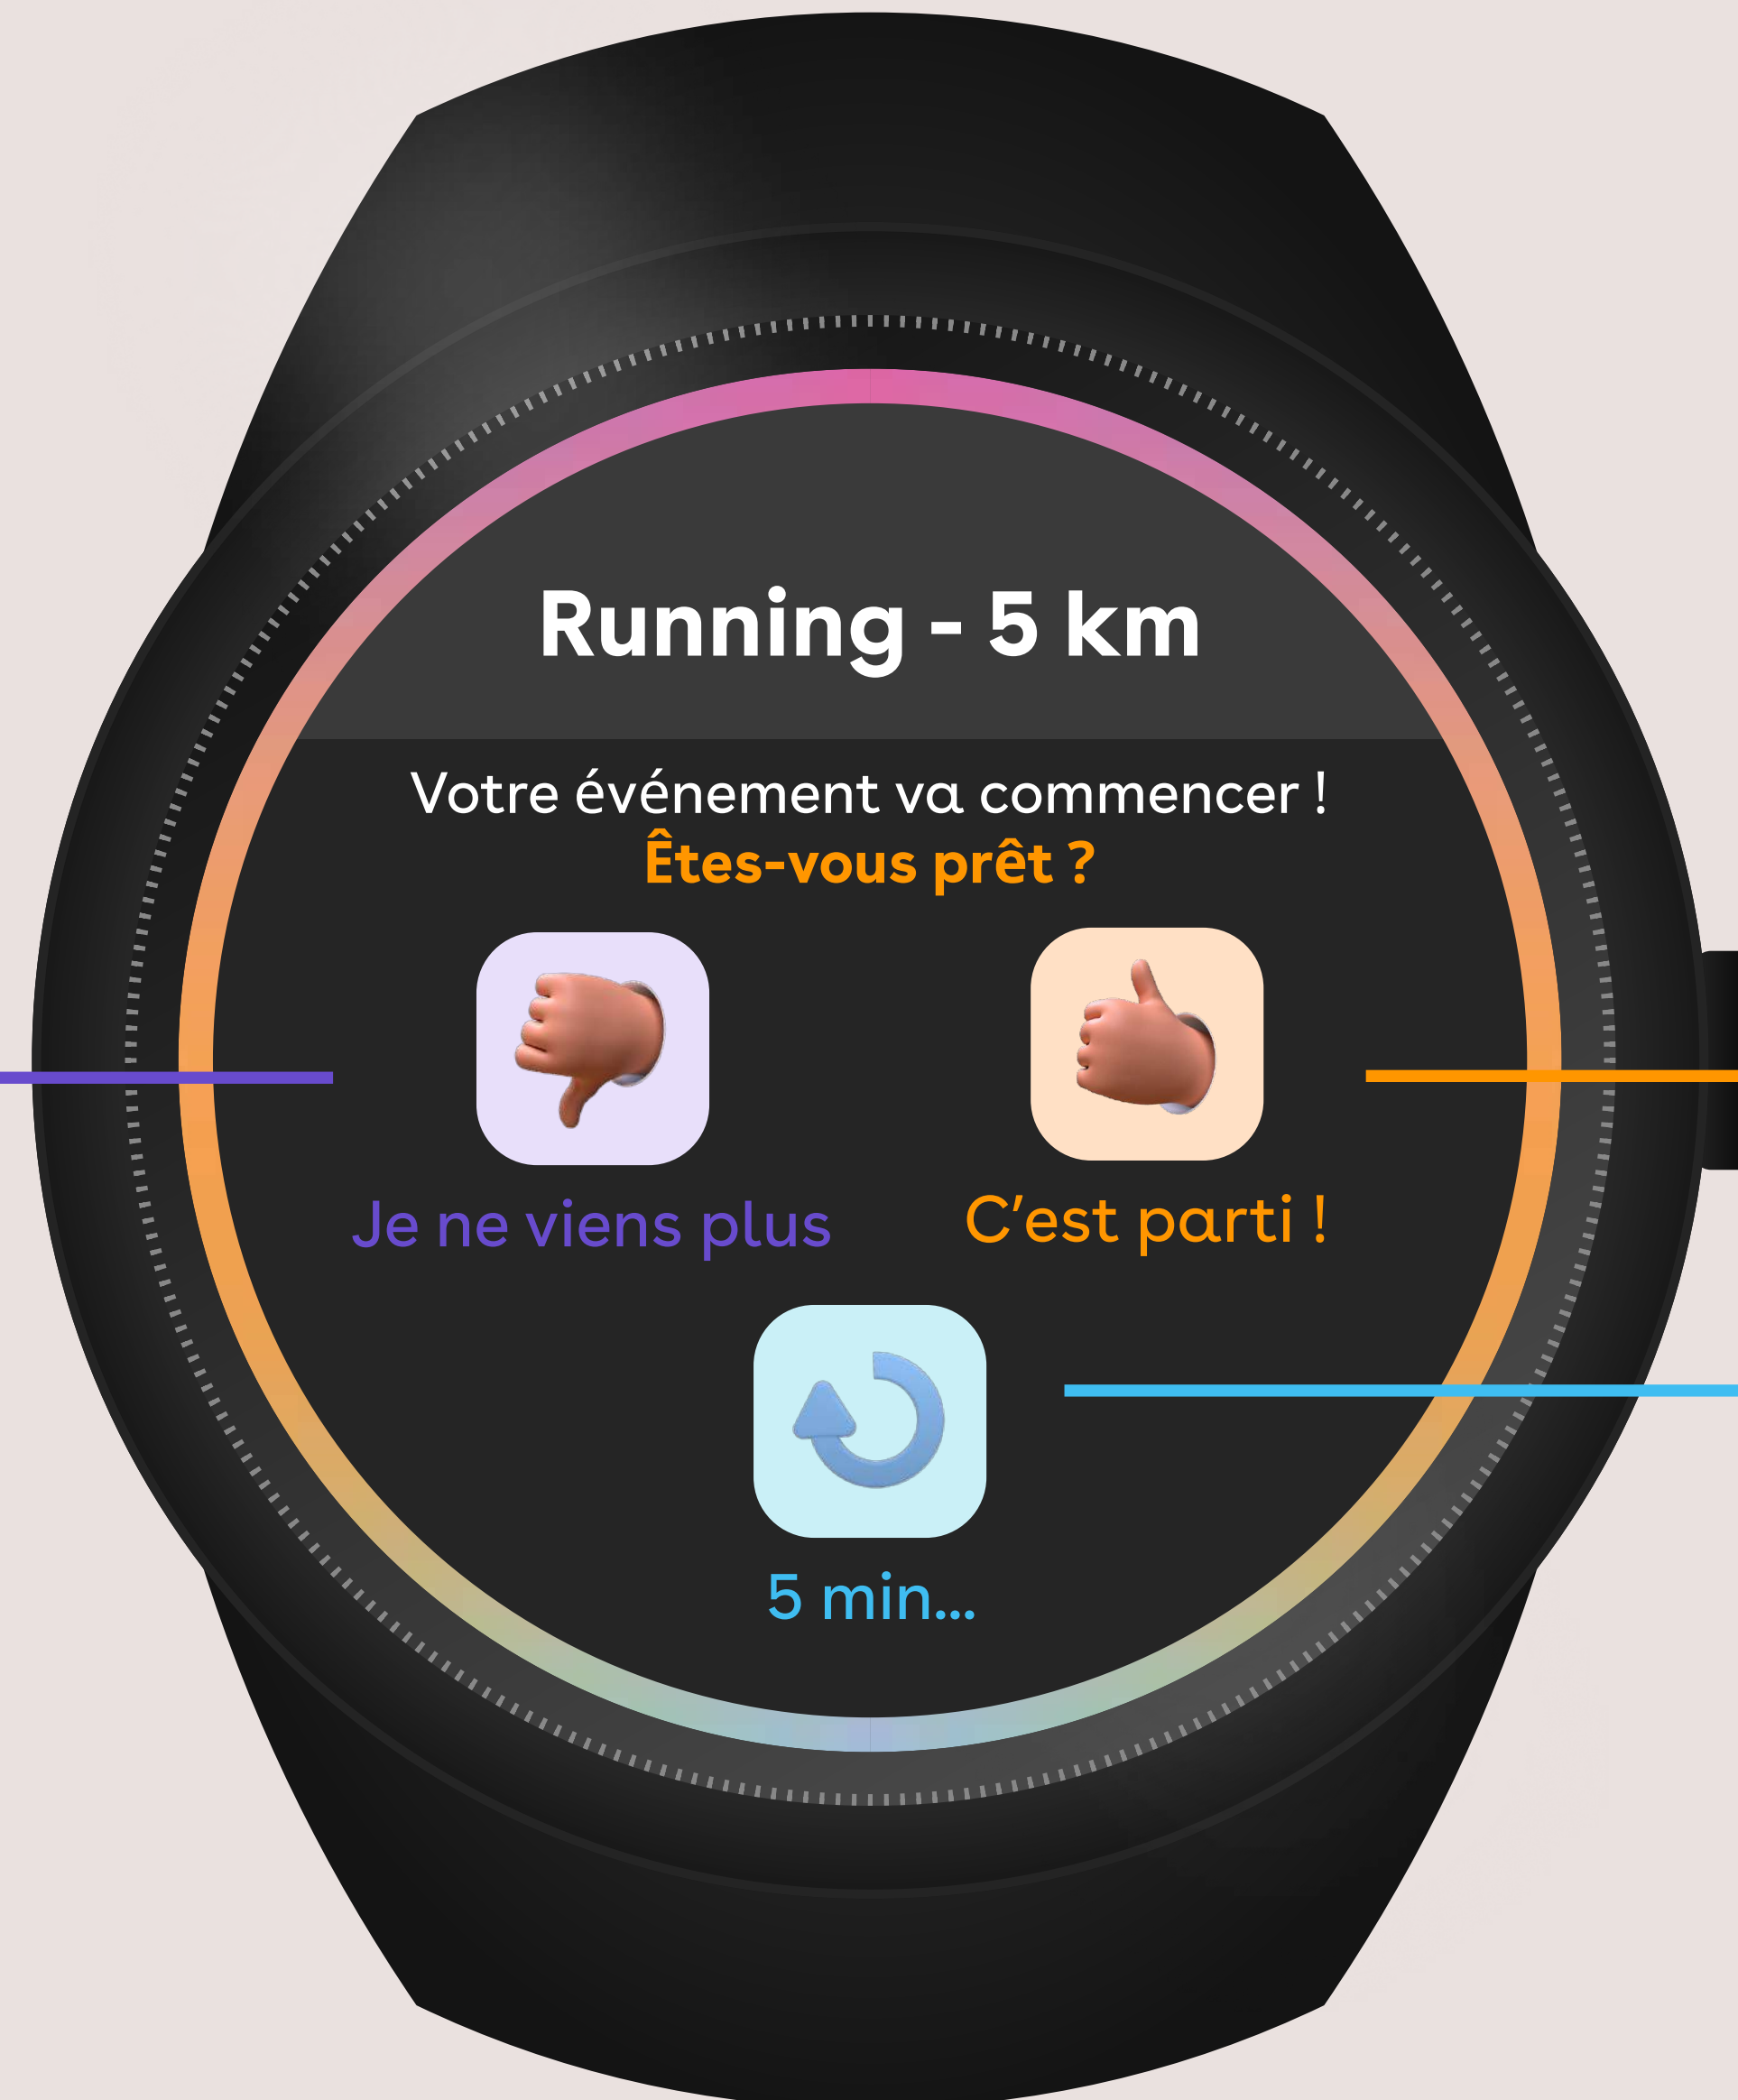 Running - 5 km
Votre événement va commencer !
Êtes-vous prêt ?
Je ne viens plus
C'est parti !
5 min...